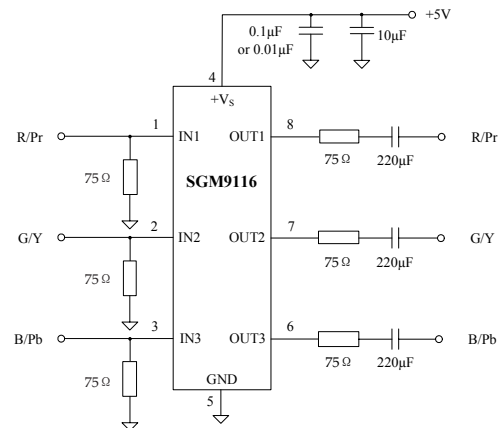 +5V
0.1μF
or 0.01μF
10μF
4
+VS
R/Pr
1
IN1
OUT1
8
R/Pr
75Ω
75Ω
220μF
SGM9116
G/Y
2
IN2
OUT2
7
G/Y
75Ω
75Ω
220μF
B/Pb
3
IN3
OUT3
6
B/Pb
75Ω
75Ω
220μF
GND
5